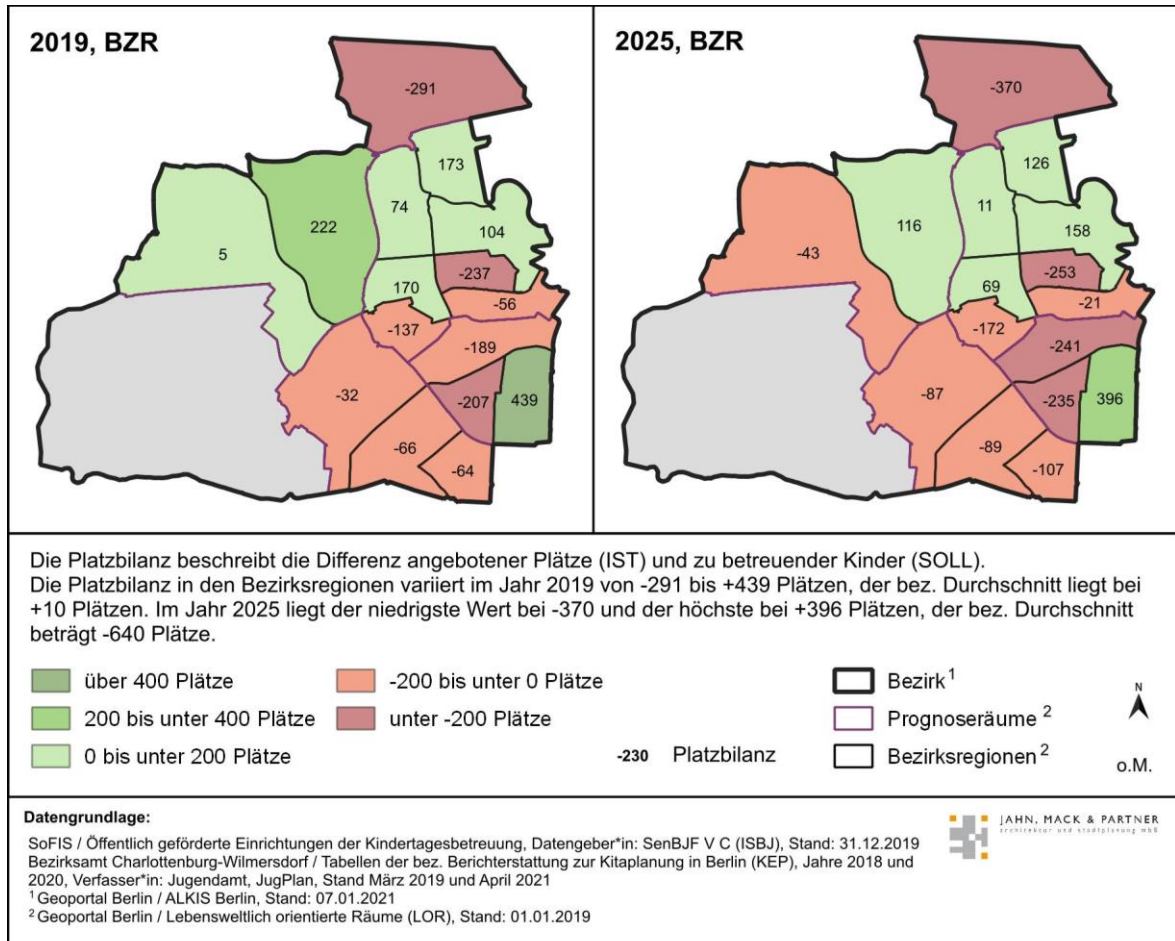 2019, BZR
-291
173
74
222
104
5
-237
170
-56
-137
-189
-32
-207
439
-66
-64
2025, BZR
-370
126
11
116
158
-43
-253
69
-21
-172
-241
-87
-235
396
-89
-107
Die Platzbilanz beschreibt die Differenz angebotener Plätze (IST) und zu betreuender Kinder (SOLL).
Die Platzbilanz in den Bezirksregionen variiert im Jahr 2019 von -291 bis +439 Plätzen, der bez. Durchschnitt liegt bei
+10 Plätzen. Im Jahr 2025 liegt der niedrigste Wert bei -370 und der höchste bei +396 Plätzen, der bez. Durchschnitt
beträgt -640 Plätze.
über 400 Plätze
200 bis unter 400 Plätze
0 bis unter 200 Plätze
-200 bis unter 0 Plätze
unter -200 Plätze
-230 Platzbilanz
Bezirk 1
Prognoseräume 2
Bezirksregionen 2
N
o.M.
Datengrundlage:
SoFIS / Öffentlich geförderte Einrichtungen der Kindertagesbetreuung, Datengeber*in: SenBJF V C (ISBJ), Stand: 31.12.2019
Bezirksamt Charlottenburg-Wilmersdorf / Tabellen der bez. Berichterstattung zur Kitaplanung in Berlin (KEP), Jahre 2018 und
2020, Verfasser*in: Jugendamt, JugPlan, Stand März 2019 und April 2021
1 Geoportal Berlin / ALKIS Berlin, Stand: 07.01.2021
2 Geoportal Berlin / Lebensweltlich orientierte Räume (LOR), Stand: 01.01.2019
JAHN, MACK & PARTNER
architektur und stadtplanung mbB